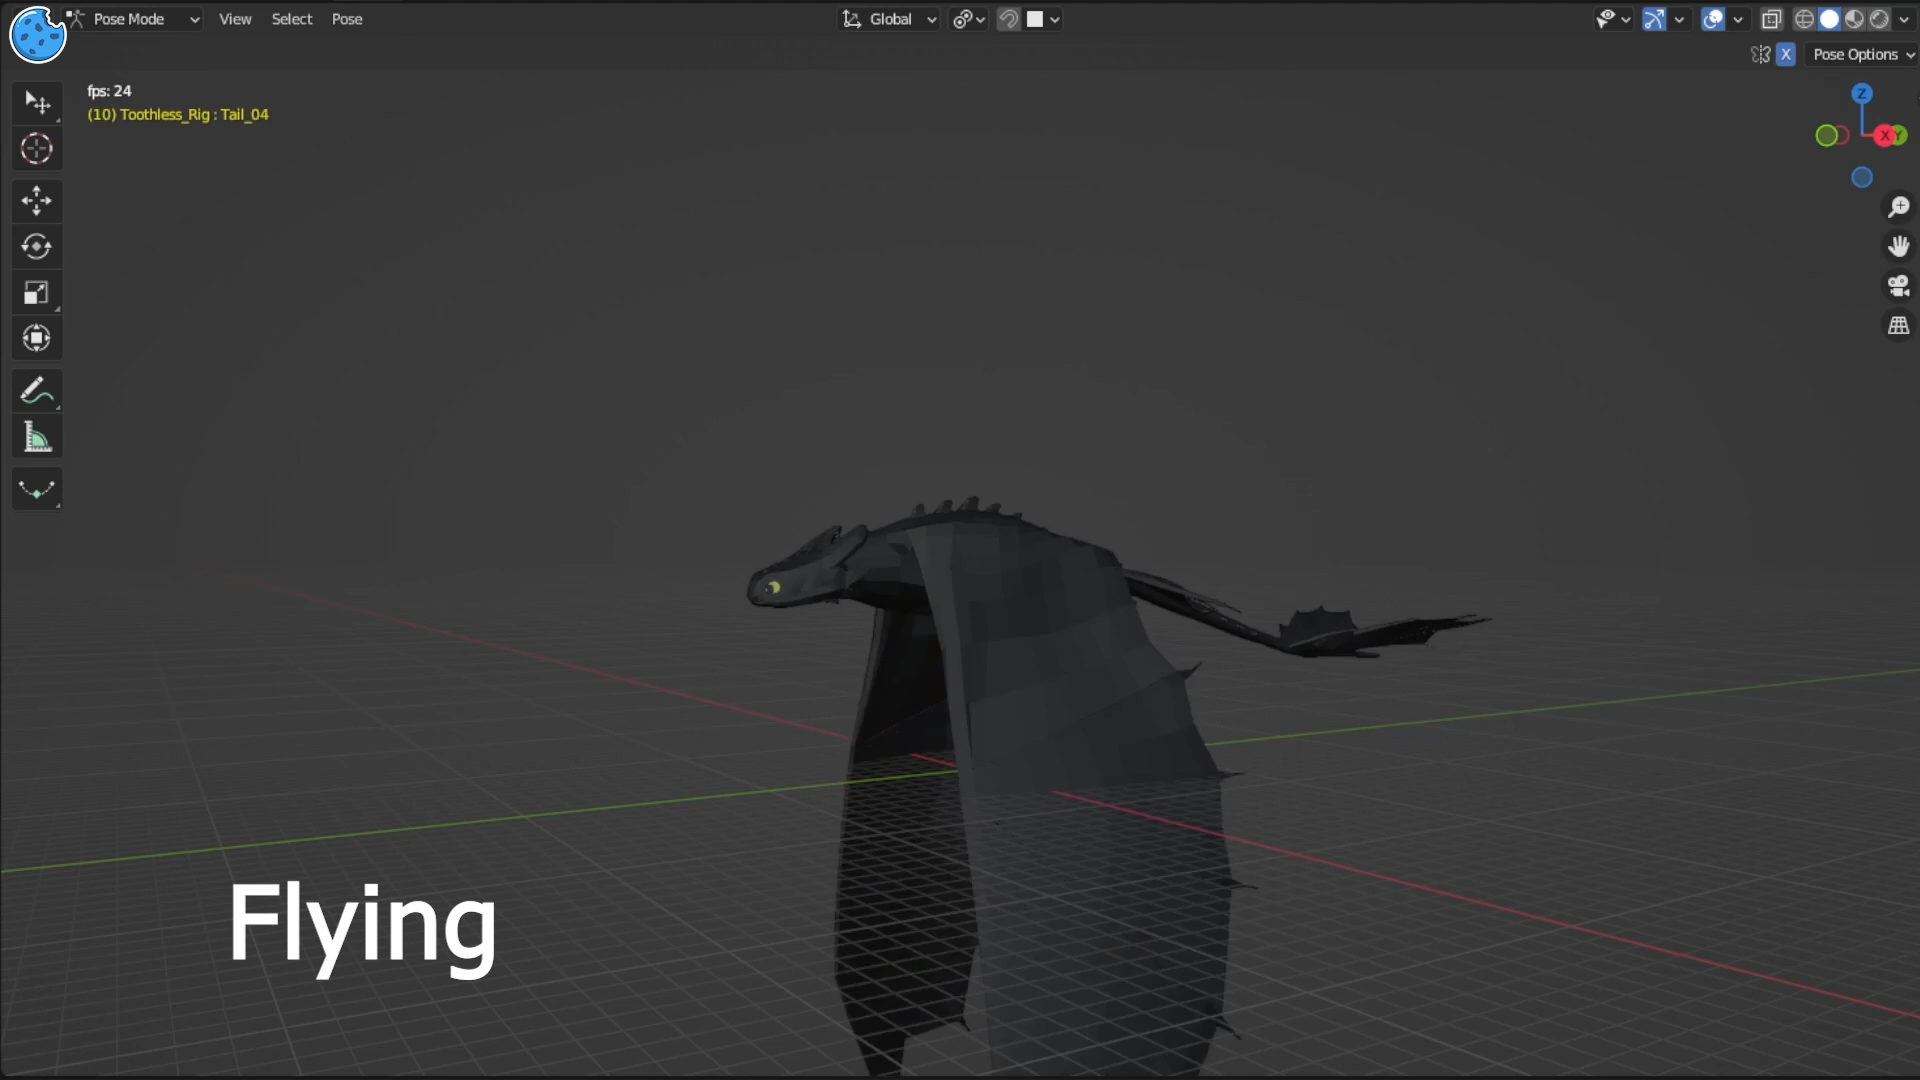 Pose Mode View Select Pose Global
X Pose Options
fps: 24
(10) Toothless_Rig : Tail_04
Z
X Y
Flying